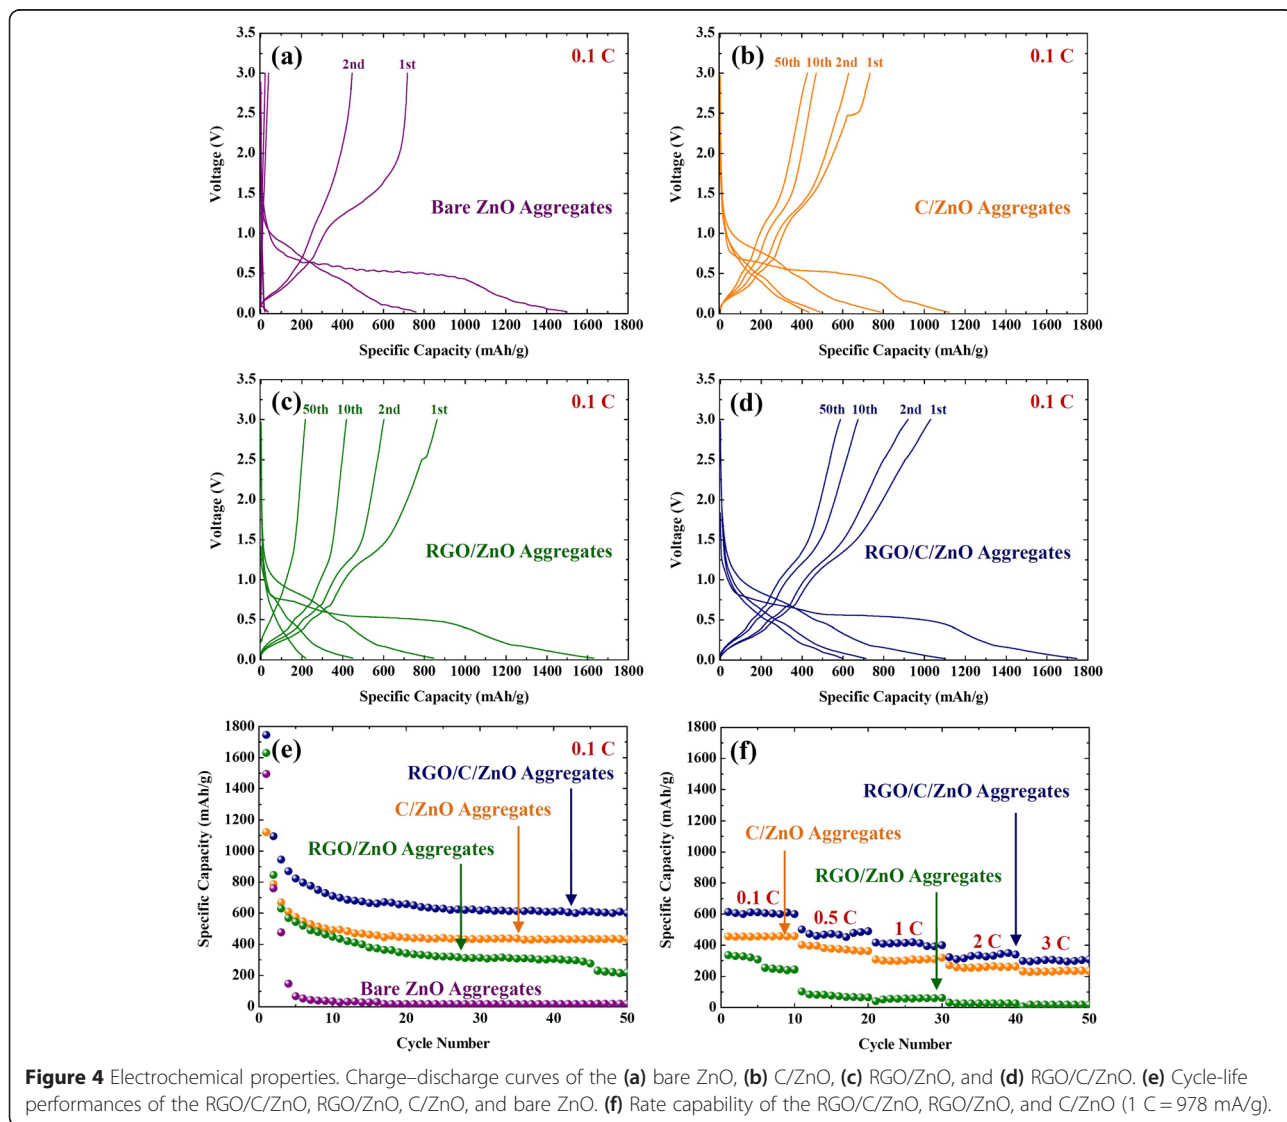 (a)
0.1 C
2nd 1st
Bare ZnO Aggregates
Voltage (V)
3.5
3.0
2.5
2.0
1.5
1.0
0.5
0.0
0 200 400 600 800 1000 1200 1400 1600 1800
Specific Capacity (mAh/g)
(b)
0.1 C
50th 10th 2nd 1st
C/ZnO Aggregates
Voltage (V)
3.5
3.0
2.5
2.0
1.5
1.0
0.5
0.0
0 200 400 600 800 1000 1200 1400 1600 1800
Specific Capacity (mAh/g)
(c)
0.1 C
50th 10th 2nd 1st
RGO/ZnO Aggregates
Voltage (V)
3.5
3.0
2.5
2.0
1.5
1.0
0.5
0.0
0 200 400 600 800 1000 1200 1400 1600 1800
Specific Capacity (mAh/g)
(d)
0.1 C
50th 10th 2nd 1st
RGO/C/ZnO Aggregates
Voltage (V)
3.5
3.0
2.5
2.0
1.5
1.0
0.5
0.0
0 200 400 600 800 1000 1200 1400 1600 1800
Specific Capacity (mAh/g)
(e)
0.1 C
RGO/C/ZnO Aggregates
C/ZnO Aggregates
RGO/ZnO Aggregates
Bare ZnO Aggregates
Specific Capacity (mAh/g)
1800
1600
1400
1200
1000
800
600
400
200
0
0 10 20 30 40 50
Cycle Number
(f)
RGO/C/ZnO Aggregates
C/ZnO Aggregates
RGO/ZnO Aggregates
0.1 C
0.5 C
1 C
2 C
3 C
Specific Capacity (mAh/g)
1800
1600
1400
1200
1000
800
600
400
200
0
0 10 20 30 40 50
Cycle Number
Figure 4 Electrochemical properties. Charge–discharge curves of the (a) bare ZnO, (b) C/ZnO, (c) RGO/ZnO, and (d) RGO/C/ZnO. (e) Cycle-life
performances of the RGO/C/ZnO, RGO/ZnO, C/ZnO, and bare ZnO. (f) Rate capability of the RGO/C/ZnO, RGO/ZnO, and C/ZnO (1 C = 978 mA/g).